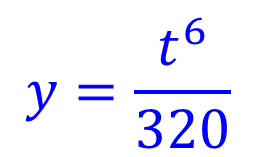 y = t⁶/320